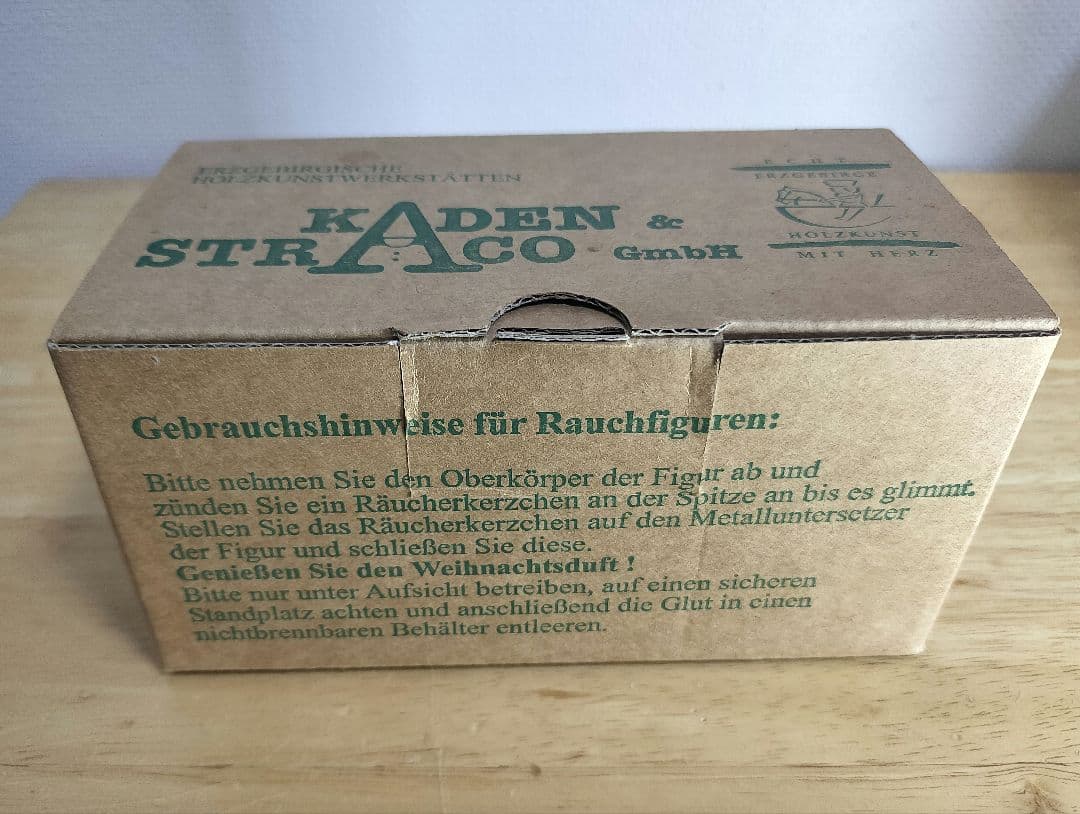 ERZGEBIRGISCHE
HOLZKUNSTWERKSTÄTTEN
KADEN &
STRACO GmbH
ECHT
ERZGEBIRGE
HOLZKUNST
MIT HERZ
Gebrauchshinweise für Rauchfiguren:
Bitte nehmen Sie den Oberkörper der Figur ab und
zünden Sie ein Räucherkerzchen an der Spitze an bis es glimmt.
Stellen Sie das Räucherkerzchen auf den Metalluntersetzer
der Figur und schließen Sie diese.
Genießen Sie den Weihnachtsduft !
Bitte nur unter Aufsicht betreiben, auf einen sicheren
Standplatz achten und anschließend die Glut in einen
nichtbrennbaren Behälter entleeren.